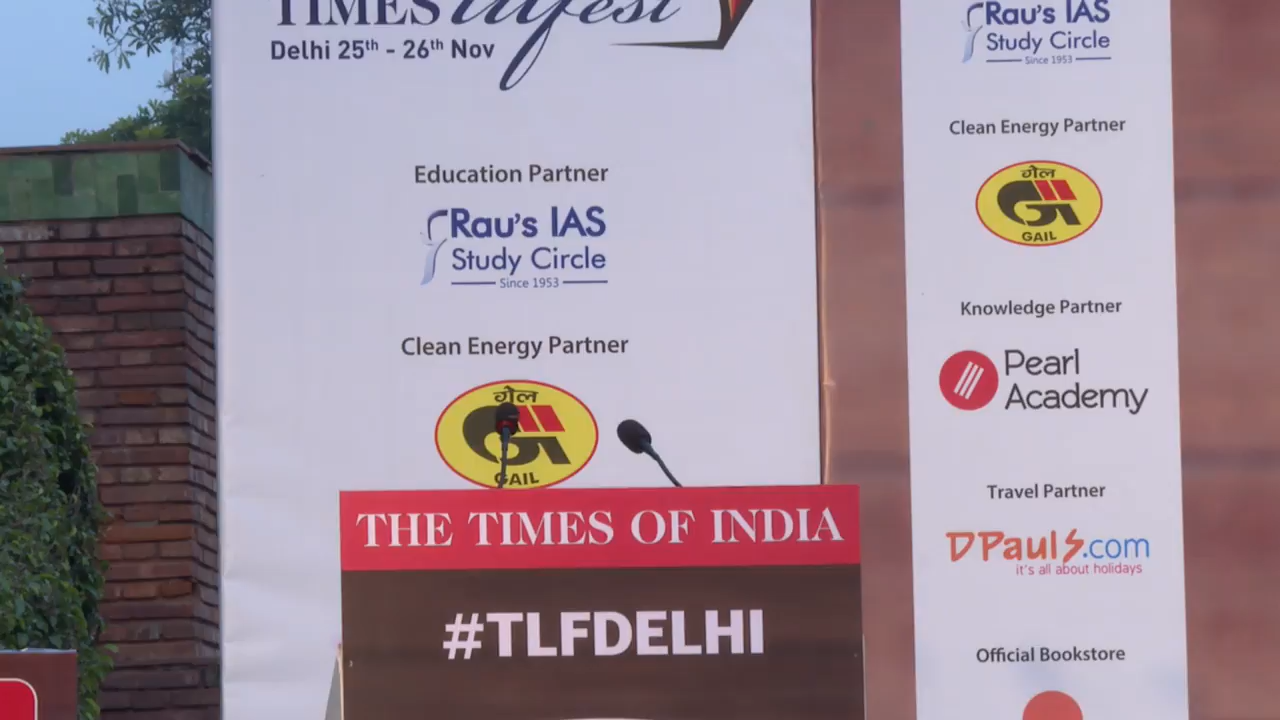 TIMES litfest
Delhi 25th - 26th Nov
Education Partner
Rau's IAS
Study Circle
Since 1953
Clean Energy Partner
गेल
GAIL
THE TIMES OF INDIA
#TLFDELHI
Rau's IAS
Study Circle
Since 1953
Clean Energy Partner
गेल
GAIL
Knowledge Partner
Pearl
Academy
Travel Partner
DPaulS.com
it's all about holidays
Official Bookstore